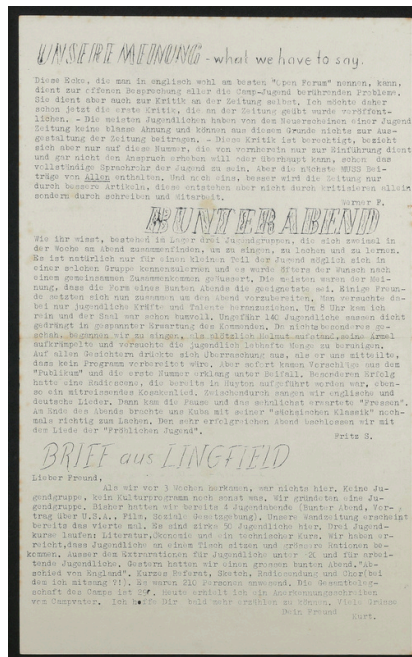 UNSERE MEINUNG - what we have to say.
Diese Ecke, die man in englisch wohl am besten "Open Forum" nennen, kann,
dient zur offenen Besprechung aller die Camp-Jugend berührenden Probleme.
Sie dient aber auch zur Kritik an der Zeitung selbst. Ich möchte daher
schon jetzt die erste Kritik, die an der Zeitung geübt wurde veröffent-
lichen. - Die meisten Jugendlichen haben von dem Neuerscheinen einer Jugend
Zeitung keine blasse Ahnung und können aus diesem Grunde nichts zur Aus-
gestaltung der Zeitung beitragen. - Diese Kritik ist berechtigt, bezieht
sich aber nur auf diese Nummer, die von vornherein nur zur Einführung dient
und gar nicht den Anspruch erheben will oder überhaupt kann, schon das
vollständige Sprachrohr der Jugend zu sein. Aber die nächste MUSS Bei-
träge von Allen enthalten. Und noch eins, besser wird die Zeitung nur
durch bessere Artikeln, diese entstehen aber nicht durch kritisieren allein
sondern durch schreiben und Mitarbeit.
Werner P.
BUNTER ABEND
Wie ihr wisst, bestehen im Lager drei Jugendgruppen, die sich zweimal in
der Woche am Abend zusammenfinden, um zu singen, zu lachen und zu lernen.
Es ist natürlich nur für einen kleinen Teil der Jugend möglich sich in
einer solchen Gruppe kennenzulernen und es wurde öfters der Wunsch nach
einem gemeinsamen Zusammenkommen geäussert. Die meisten waren der Mei-
nung, dass die Form eines Bunten Abends die geeignetste sei. Einige Freun-
de setzten sich nun zusammen um den Abend vorzubereiten. Man versuchte da-
bei nur jugendliche Kräfte und Talente heranzuziehen. Um 8 Uhr kam ich
rein und der Saal war schon übervoll. Ungefähr 140 Jugendliche sassen dicht
gedrängt in gespannter Erwartung des Kommenden. Da nichts besonderes ge-
schah, begannen wir zu singen, als plötzlich Helmut aufstand, seine Ärmel
aufkrempelte und versuchte die jugendlich lebhafte Menge zu beruhigen.
Auf allen Gesichtern drückte sich Überraschung aus, als er uns mitteilte,
dass kein Programm vorbereitet wäre. Aber sofort kamen Vorschläge aus dem
"Publikum" und die erste Nummer erklang unter Beifall. Besonderen Erfolg
hatte eine Radioscene, die bereits in Huyton aufgeführt worden war, eben-
so ein mitreissendes Kosakenlied. Zwischendurch sangen wir englische und
deutsche Lieder. Dann kam die Pause und das sehnlichst erwartete "Fressen".
Am Ende des Abends brachte uns Kuba mit seiner "sächsischen Klassik" noch-
mals richtig zum Lachen. Den sehr erfolgreichen Abend beschlossen wir mit
dem Liede der "Fröhlichen Jugend".
Fritz S.
BRIEF aus LINGFIELD
Lieber Freund,
Als wir vor 3 Wochen herkamen, war nichts hier. Keine Ju-
gendgruppe, kein Kulturprogramm noch sonst was. Wir gründeten eine Ju-
gendgruppe. Bisher hatten wir bereits 4 Jugendabende (Bunter Abend, Vor-
trag über U.S.A., Film, Sozial Gesetzgebung). Unsere Wandzeitung erscheint
bereits das vierte mal. Es sind zirka 50 Jugendliche hier. Drei Jugend-
kurse laufen: Literatur, Oeconomie und ein technischer Kurs. Wir haben er-
reicht, dass Jugendliche an einem Tisch sitzen und grössere Rationen be-
kommen. Ausser den Extrarationen für Jugendliche unter 20 und für arbei-
tende Jugendliche. Gestern hatten wir einen grossen bunten Abend. "Ab-
schied von England". Kurzes Referat, Sketch, Radiosendung und Chor (bei
dem ich mitsang ?!). Es waren 210 Personen anwesend. Die Gesamtbeleg-
schaft des Camps ist Heute erhielt ich ein Anerkennungsschreiben
vom Campvater. Ich hoffe Dir bald mehr erzählen zu können. Viele Grüsse
Dein Freund
Kurt.